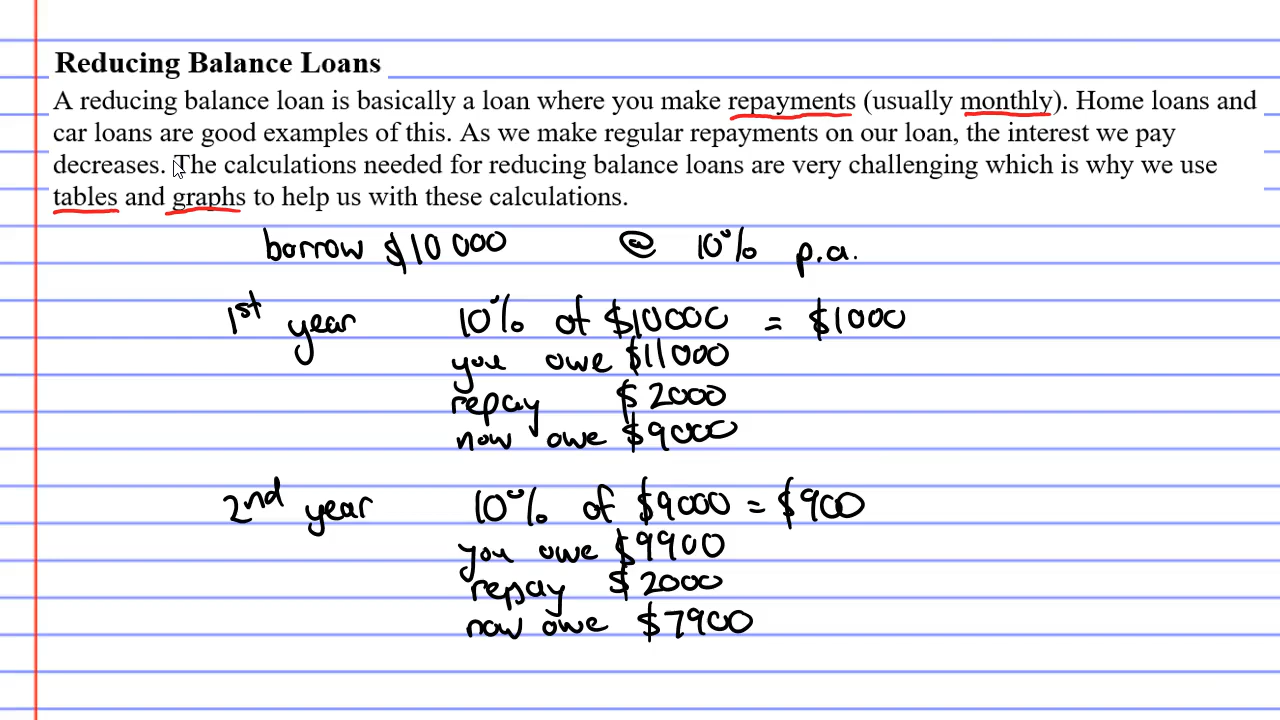 Reducing Balance Loans
A reducing balance loan is basically a loan where you make repayments (usually monthly). Home loans and
car loans are good examples of this. As we make regular repayments on our loan, the interest we pay
decreases. The calculations needed for reducing balance loans are very challenging which is why we use
tables and graphs to help us with these calculations.
borrow $10 000 @ 10% p.a.
1st year 10% of $10000 = $1000
you owe $11000
repay $2000
now owe $9000
2nd year 10% of $9000 = $900
you owe $9900
repay $2000
now owe $7900